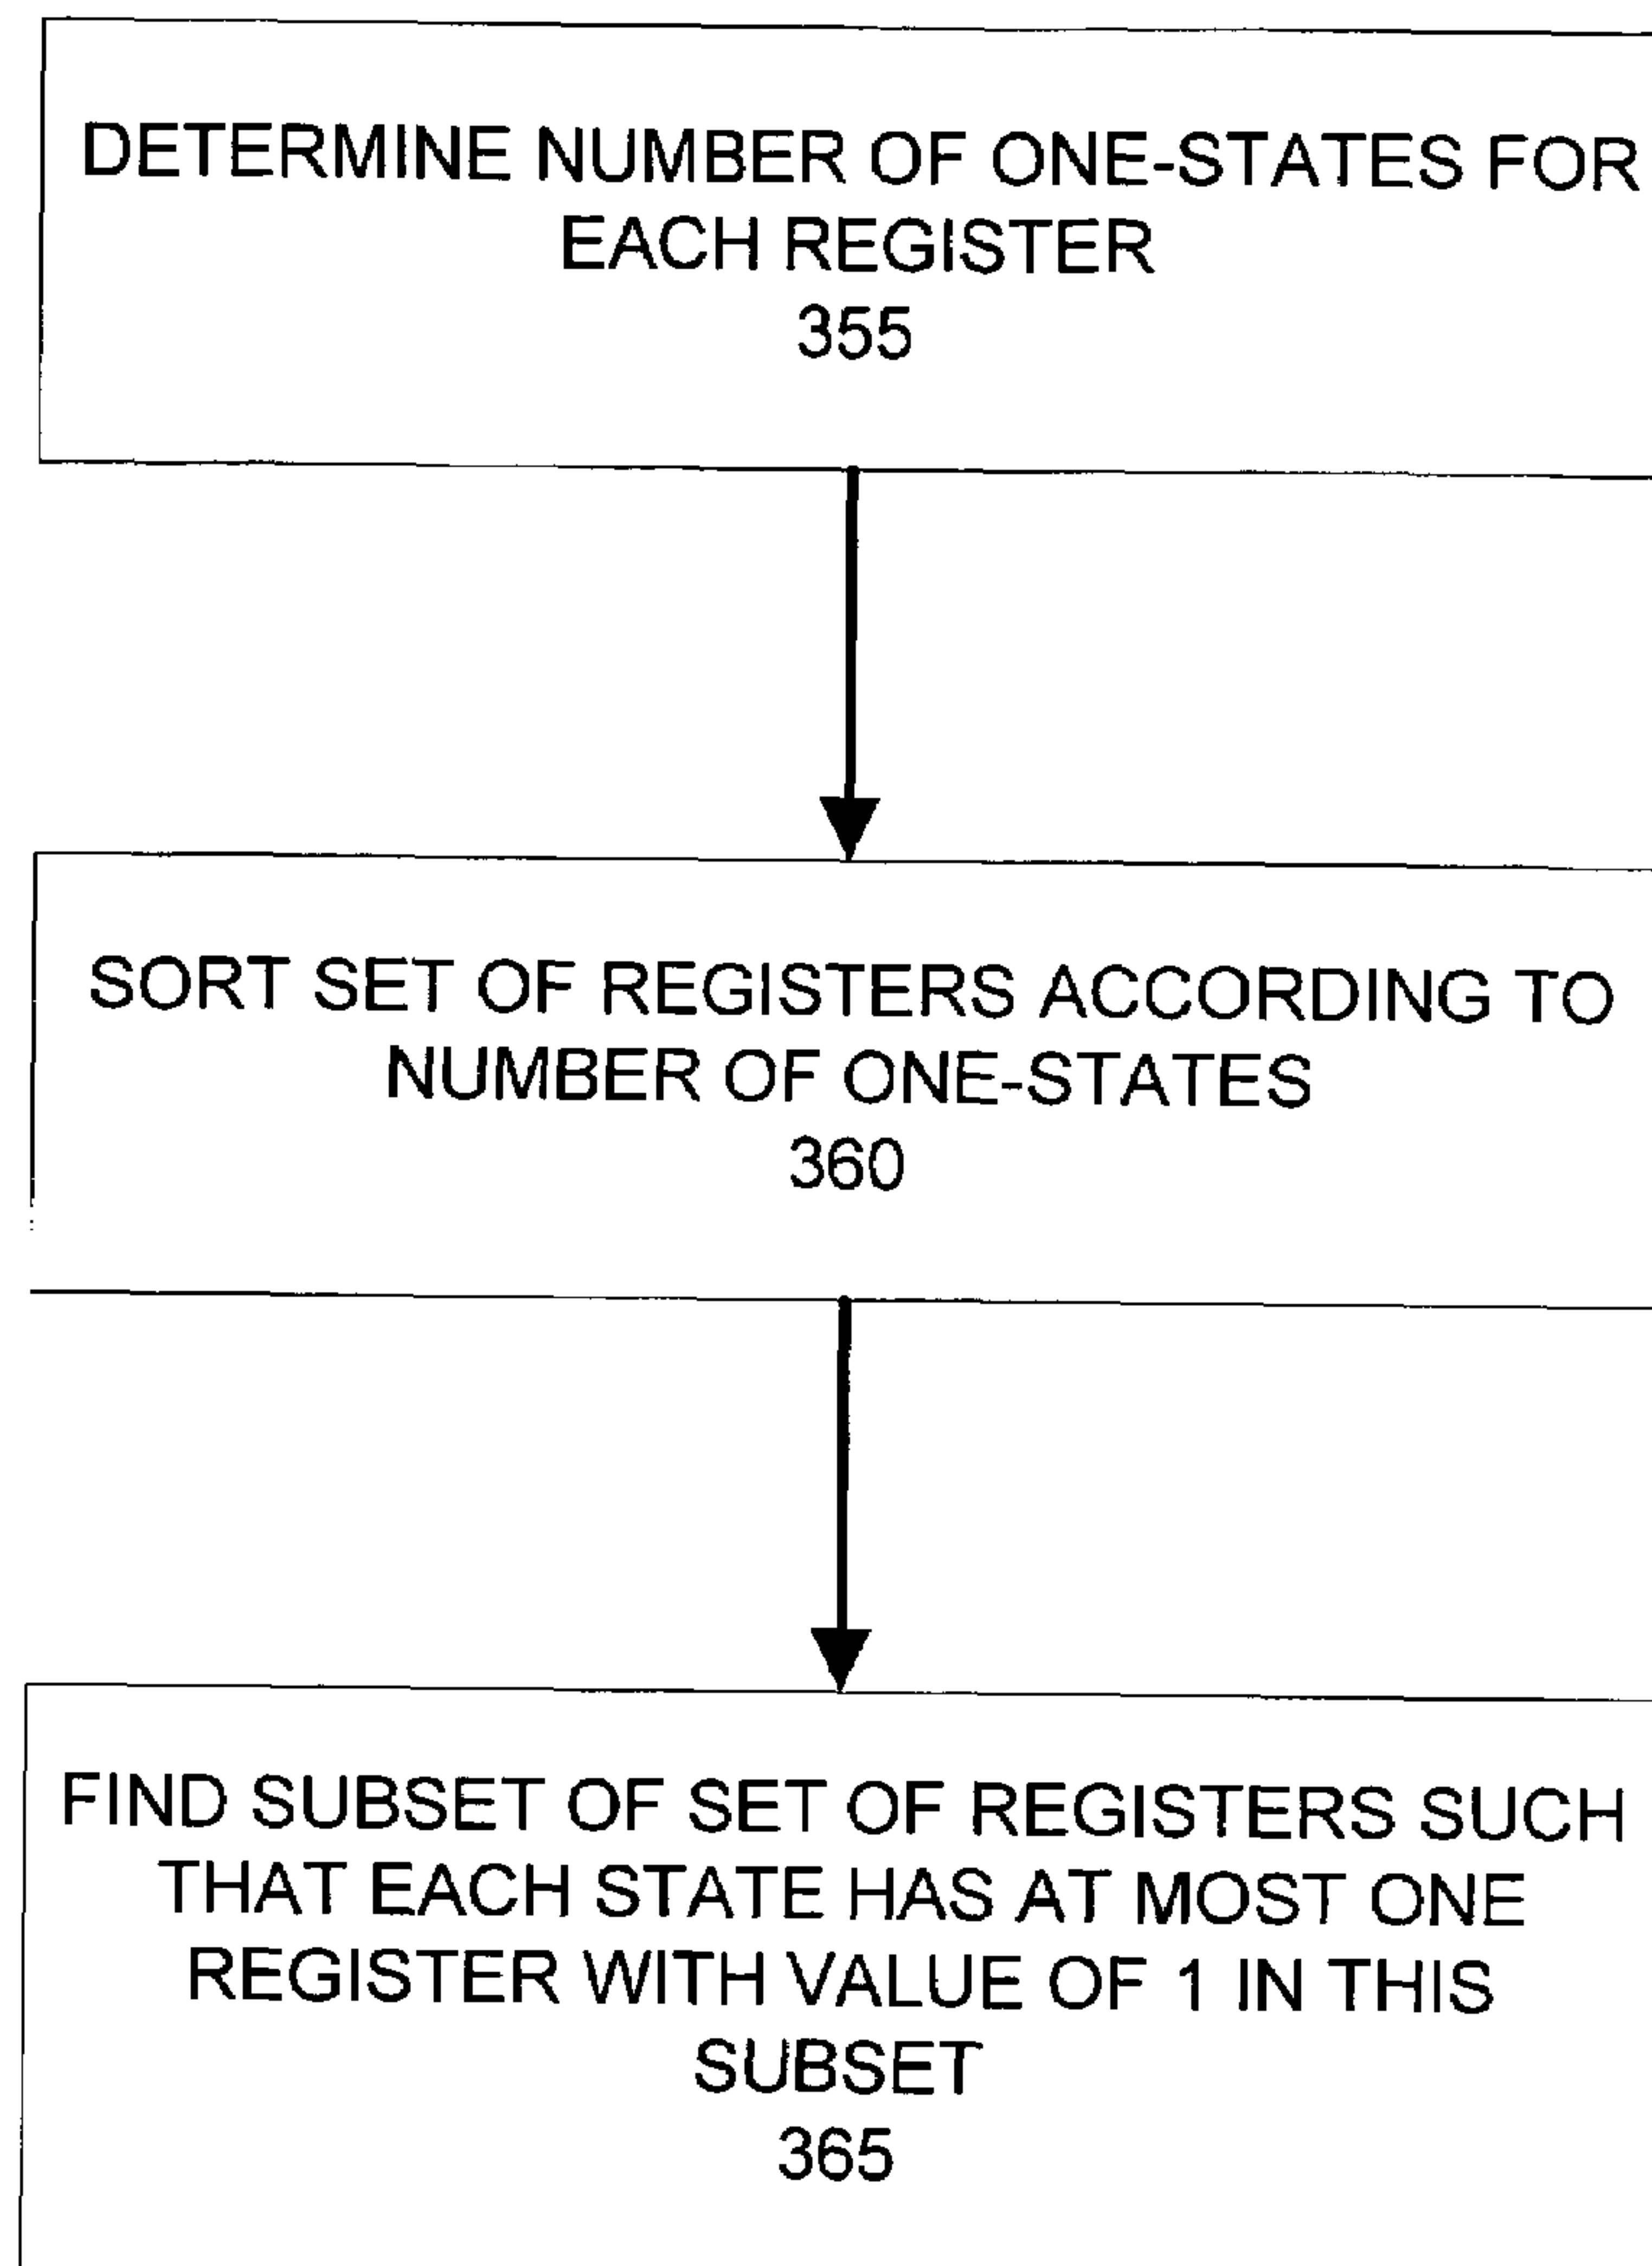 DETERMINE NUMBER OF ONE-STATES FOR
EACH REGISTER
355
SORT SET OF REGISTERS ACCORDING TO
NUMBER OF ONE-STATES
360
FIND SUBSET OF SET OF REGISTERS SUCH
THAT EACH STATE HAS AT MOST ONE
REGISTER WITH VALUE OF 1 IN THIS
SUBSET
365